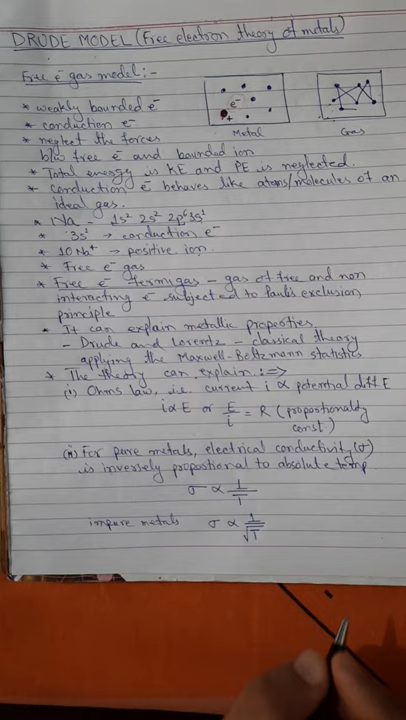 DRUDE MODEL (Free electron theory of metals)
Free e⁻ gas model:-
* weakly bounded e⁻
* conduction e⁻
* neglect the forces
b/w free e⁻ and bounded ion
e⁻
+
Metal
Gas
* Total energy is KE and PE is neglected.
* Conduction e⁻ behaves like atoms/molecules of an
ideal gas.
* Na - 1s² 2s² 2p⁶ 3s¹
* 3s¹ → conduction e⁻
* 10 Na⁺ → positive ion
* Free e⁻ gas
* Free e⁻ fermigas - gas of free and non
interacting e⁻ subjected to Pauli's exclusion
principle
* It can explain metallic properties
- Drude and Lorentz - classical theory
applying the Maxwell-Boltzmann statistics
* The theory can explain :=>
(i) Ohms law, i.e current i ∝ potential diff E
i∝E or E/i = R (proportionality
const.)
(ii) For pure metals, electrical conductivity (σ)
is inversely propostional to absolute temp
σ ∝ 1/T
impure metals σ ∝ 1/√T